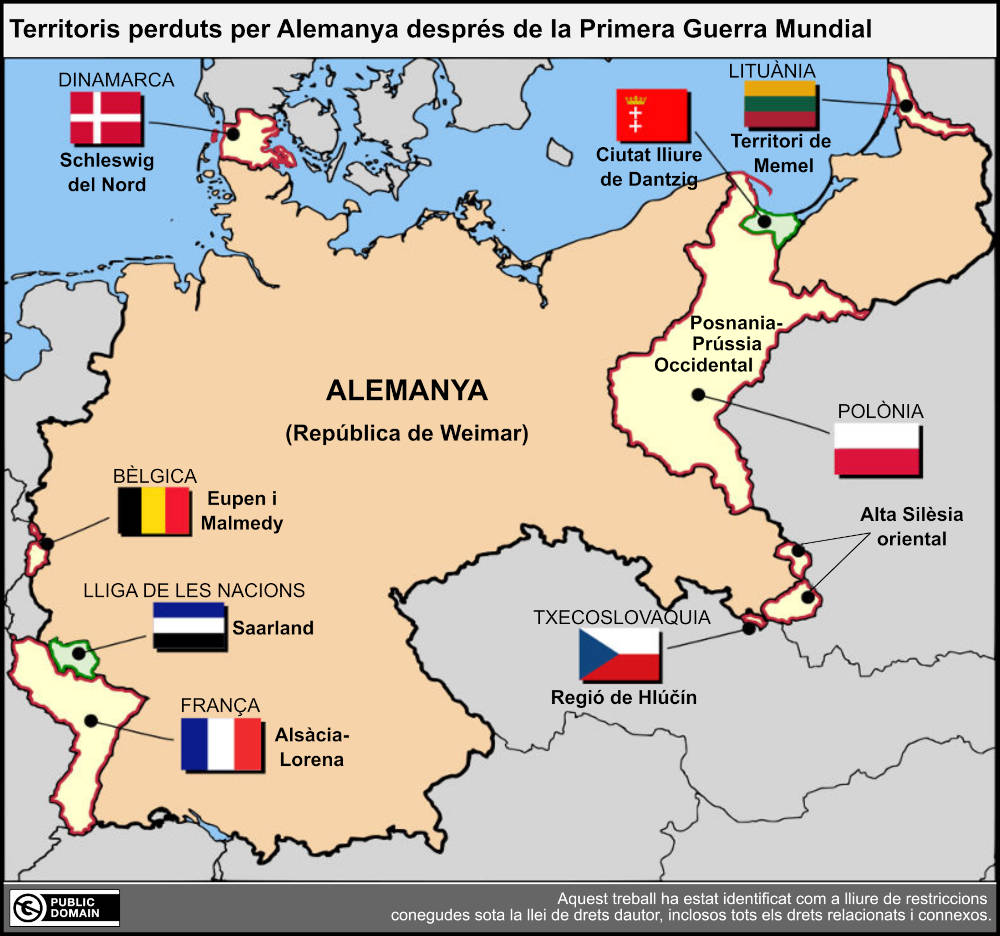 Territoris perduts per Alemanya després de la Primera Guerra Mundial
DINAMARCA
Schleswig
del Nord
LITUÀNIA
Territori de
Memel
Ciutat lliure
de Dantzig
Posnania-
Prússia
Occidental
ALEMANYA
(República de Weimar)
POLÒNIA
BÈLGICA
Eupen i
Malmedy
Alta Silèsia
oriental
LLIGA DE LES NACIONS
Saarland
TXECOSLOVAQUIA
Regió de Hlúčín
FRANÇA
Alsàcia-
Lorena
PUBLIC
DOMAIN
Aquest treball ha estat identificat com a lliure de restriccions
conegudes sota la llei de drets dautor, inclosos tots els drets relacionats i connexos.